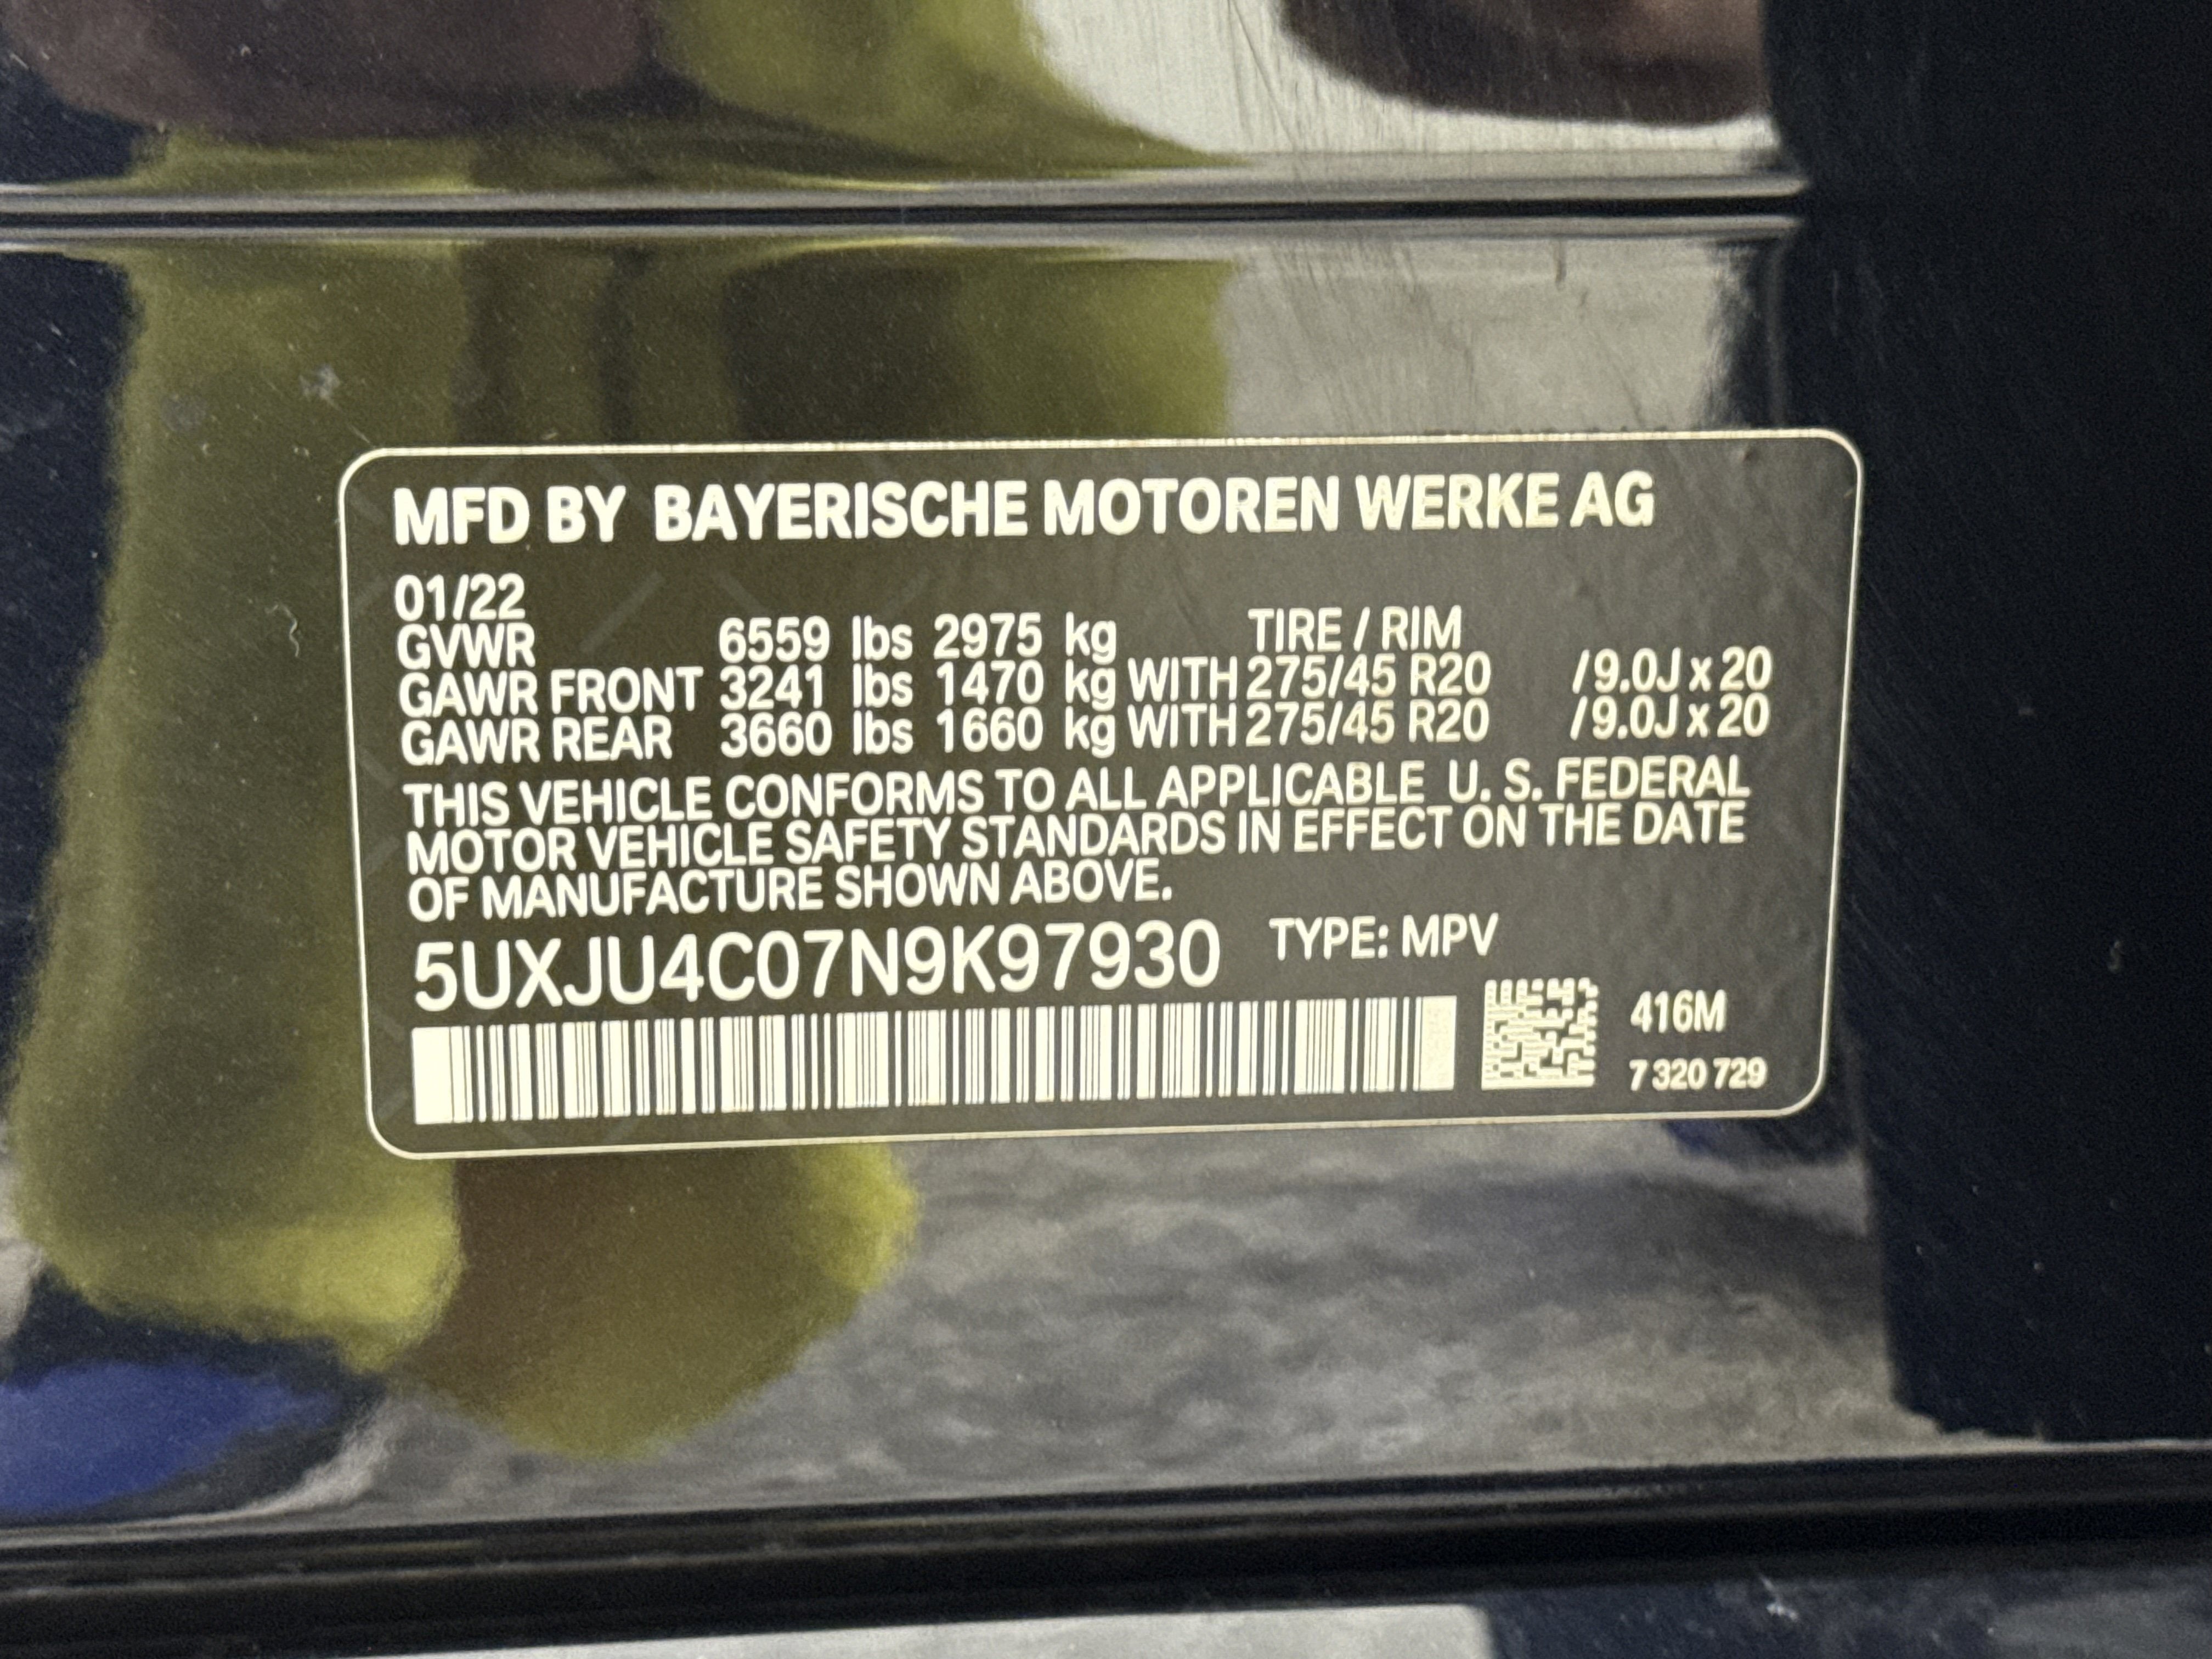 MFD BY BAYERISCHE MOTOREN WERKE AG
01/22
GVWR 6559 lbs 2975 kg TIRE / RIM
GAWR FRONT 3241 lbs 1470 kg WITH 275/45 R20 /9.0J x 20
GAWR REAR 3660 lbs 1660 kg WITH 275/45 R20 /9.0J x 20
THIS VEHICLE CONFORMS TO ALL APPLICABLE U. S. FEDERAL
MOTOR VEHICLE SAFETY STANDARDS IN EFFECT ON THE DATE
OF MANUFACTURE SHOWN ABOVE.
5UXJU4C07N9K97930 TYPE: MPV
416M
7 320 729